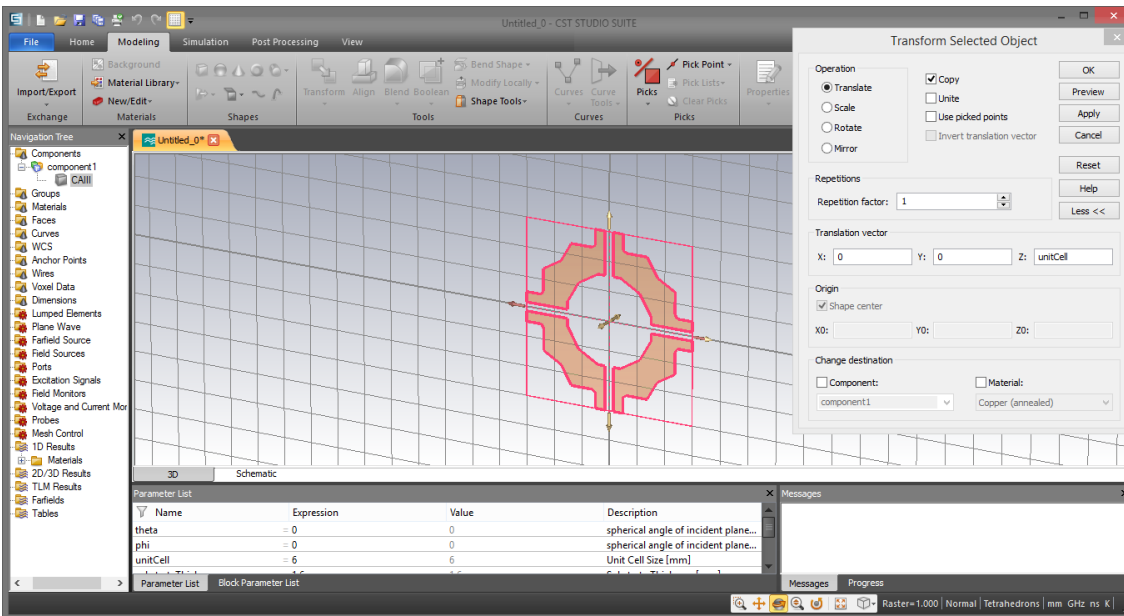 Untitled_0 - CST STUDIO SUITE
File Home Modeling Simulation Post Processing View
Background
Material Library
New/Edit
Import/Export
Transform Align Blend Boolean
Bend Shape
Modify Locally
Shape Tools
Curves Curve Tools
Picks
Pick Point
Pick Lists
Clear Picks
Properties
Exchange Materials Shapes Tools Curves Picks
Navigation Tree
Untitled_0*
Components
component1
CAIII
Groups
Materials
Faces
Curves
WCS
Anchor Points
Wires
Voxel Data
Dimensions
Lumped Elements
Plane Wave
Farfield Source
Field Sources
Ports
Excitation Signals
Field Monitors
Voltage and Current Mor
Probes
Mesh Control
1D Results
Materials
2D/3D Results
TLM Results
Farfields
Tables
Transform Selected Object
Operation
Translate
Scale
Rotate
Mirror
Copy
Unite
Use picked points
Invert translation vector
OK
Preview
Apply
Cancel
Reset
Help
Less <<
Repetitions
Repetition factor: 1
Translation vector
X: 0 Y: 0 Z: unitCell
Origin
Shape center
X0: Y0: Z0:
Change destination
Component: Material:
component1 Copper (annealed)
3D Schematic
Parameter List
Name Expression Value Description
theta = 0 0 spherical angle of incident plane...
phi = 0 0 spherical angle of incident plane...
unitCell = 6 6 Unit Cell Size [mm]
Parameter List Block Parameter List
Messages
Messages Progress
Raster=1.000 Normal Tetrahedrons mm GHz ns K